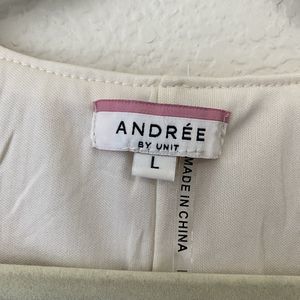 ANDRÉE
BY UNIT
L
MADE IN CHINA